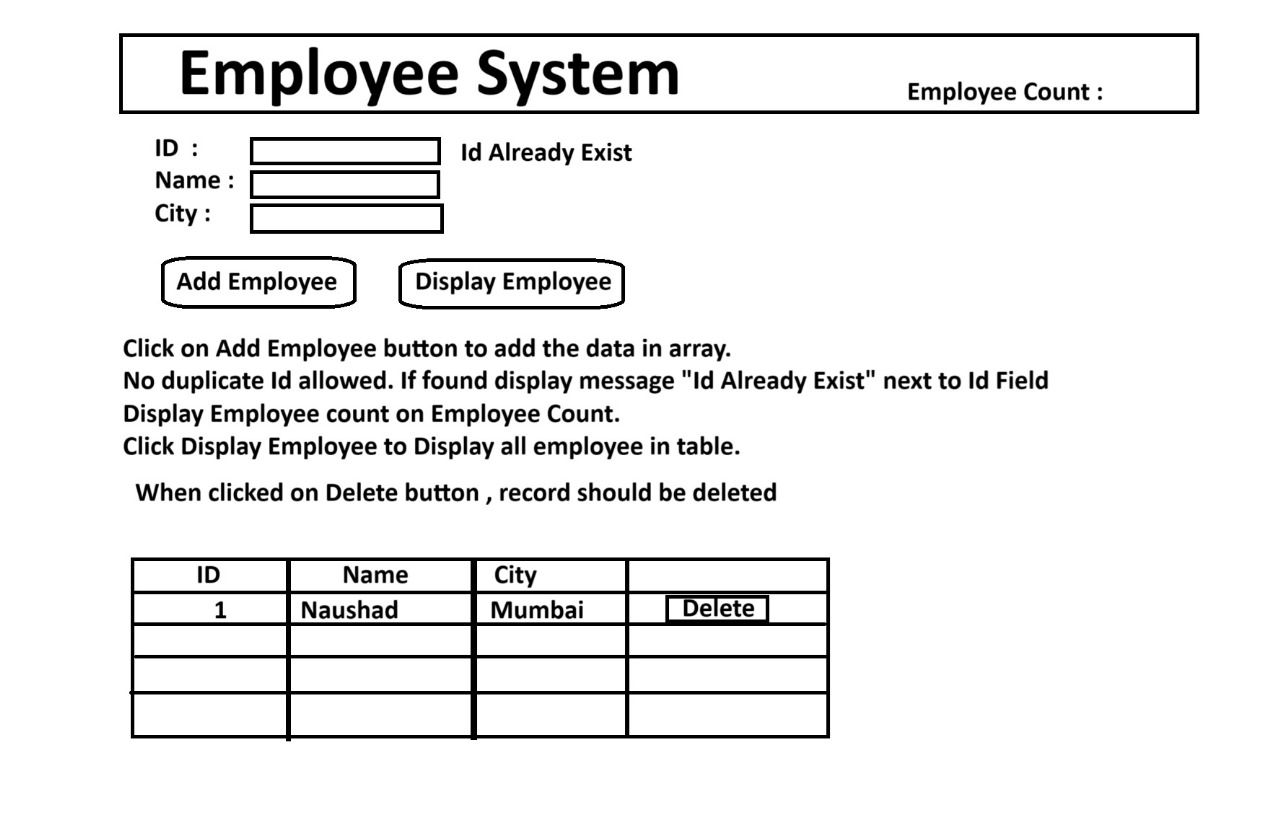 Employee System
Employee Count :
ID : Id Already Exist
Name :
City :
Add Employee Display Employee
Click on Add Employee button to add the data in array.
No duplicate Id allowed. If found display message "Id Already Exist" next to Id Field
Display Employee count on Employee Count.
Click Display Employee to Display all employee in table.
When clicked on Delete button , record should be deleted
ID Name City
1 Naushad Mumbai Delete